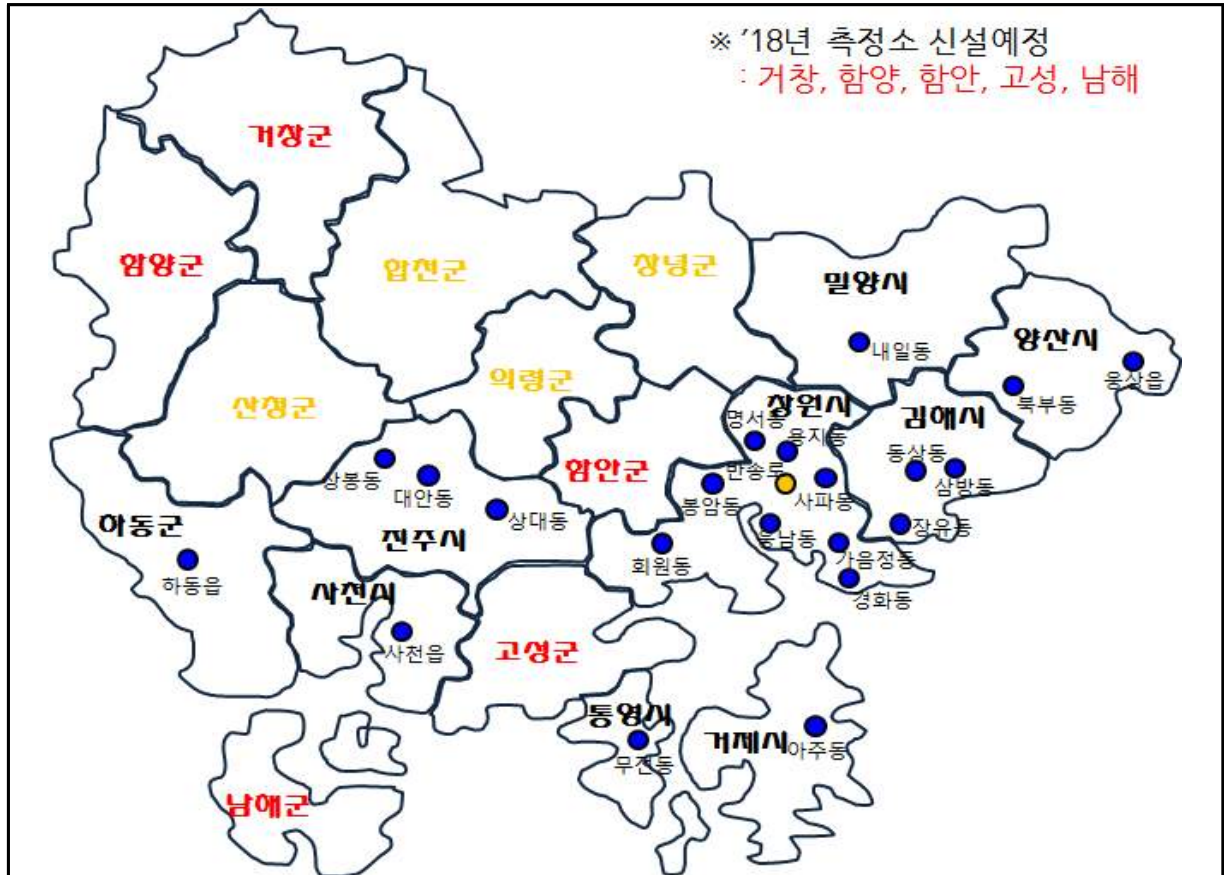 ※ '18년 측정소 신설예정
: 거창, 함양, 함안, 고성, 남해
거창군
함양군
합천군
창녕군
밀양시
내일동
양산시
웅상읍
북부동
산청군
의령군
창원시
명서동
용지동
김해시
동상동
삼방동
장유동
함안군
반송로
봉암동
사파동
웅남동
가음정동
경화동
회원동
상봉동
대안동
상대동
진주시
하동군
하동읍
사천시
사천읍
고성군
통영시
무전동
거제시
아주동
남해군